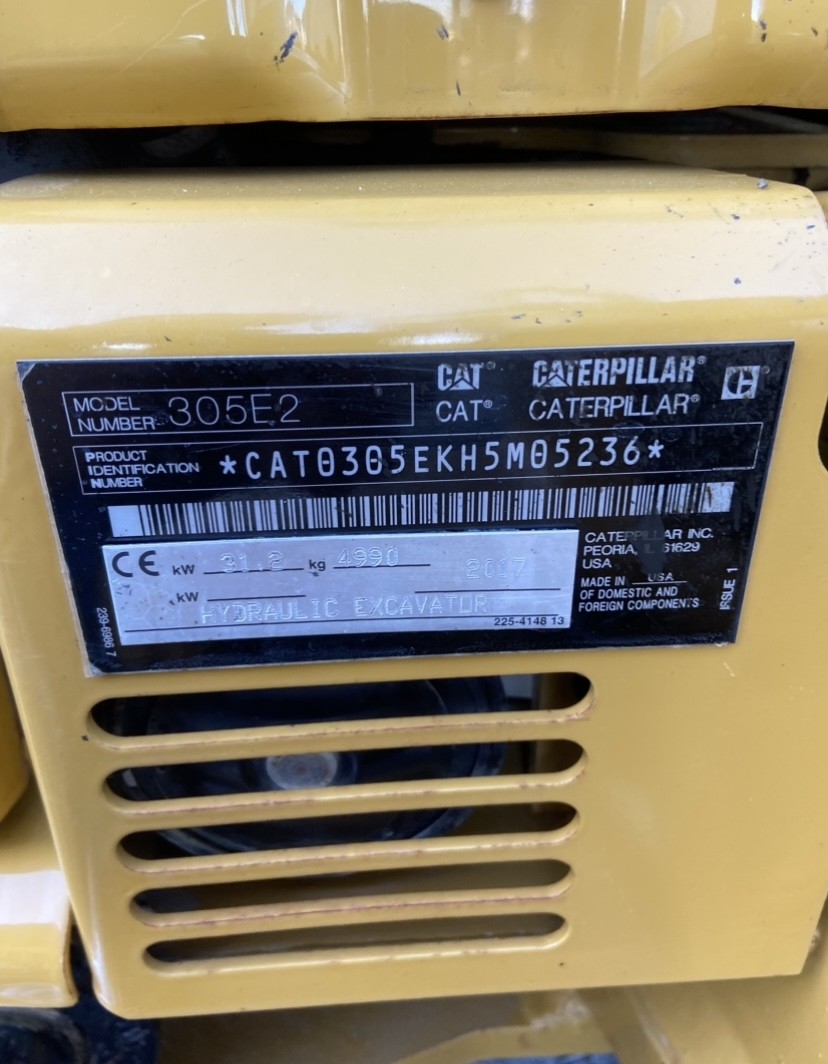 CAT® CATERPILLAR® CH®
CAT® CATERPILLAR®
MODEL NUMBER 305E2
PRODUCT IDENTIFICATION NUMBER *CAT0305EKH5M05236*
CE kW 31.2 kg 4990 2017
kW
HYDRAULIC EXCAVATOR
225-4148 13
CATERPILLAR INC.
PEORIA, IL 61629
USA
MADE IN USA
OF DOMESTIC AND
FOREIGN COMPONENTS
ISSUE 1
239-6986 7